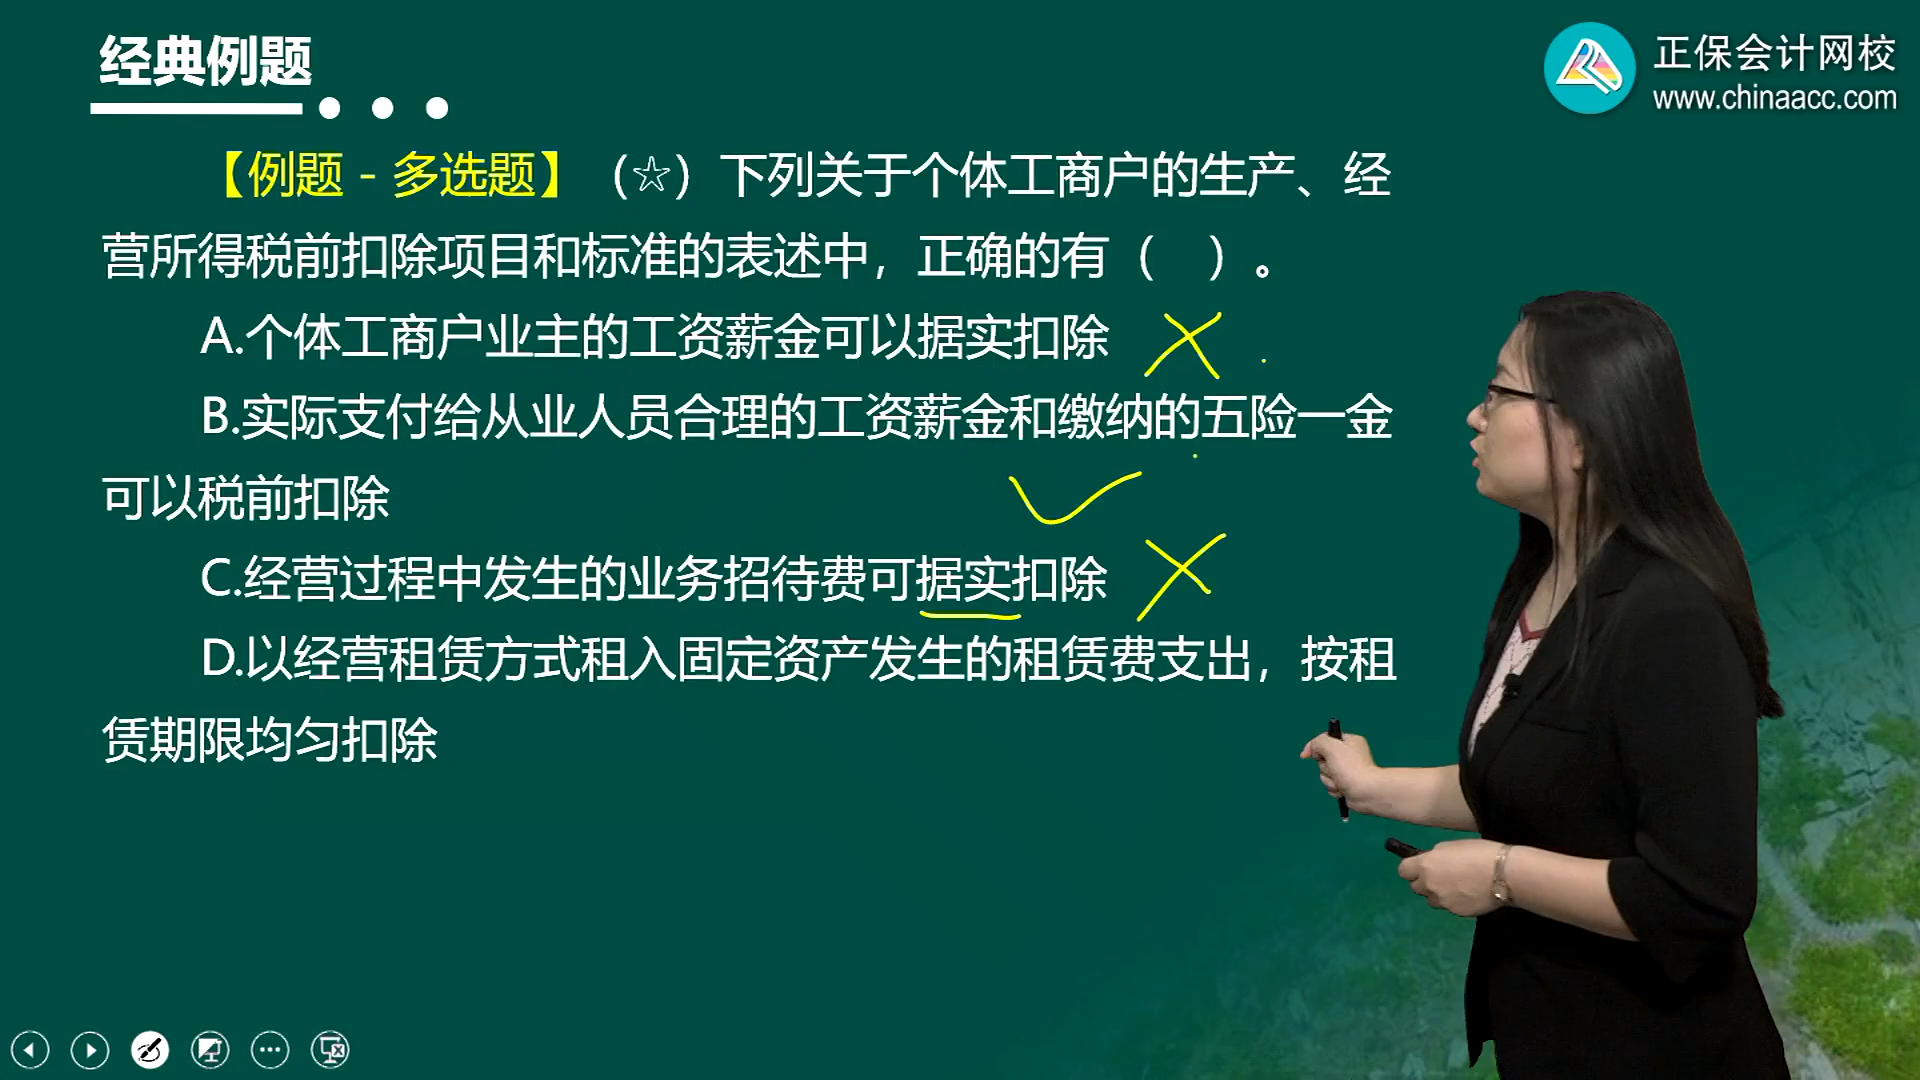 经典例题
正保会计网校
www.chinaacc.com
【例题－多选题】（☆）下列关于个体工商户的生产、经
营所得税前扣除项目和标准的表述中，正确的有（　）。
A.个体工商户业主的工资薪金可以据实扣除
B.实际支付给从业人员合理的工资薪金和缴纳的五险一金
可以税前扣除
C.经营过程中发生的业务招待费可据实扣除
D.以经营租赁方式租入固定资产发生的租赁费支出，按租
赁期限均匀扣除